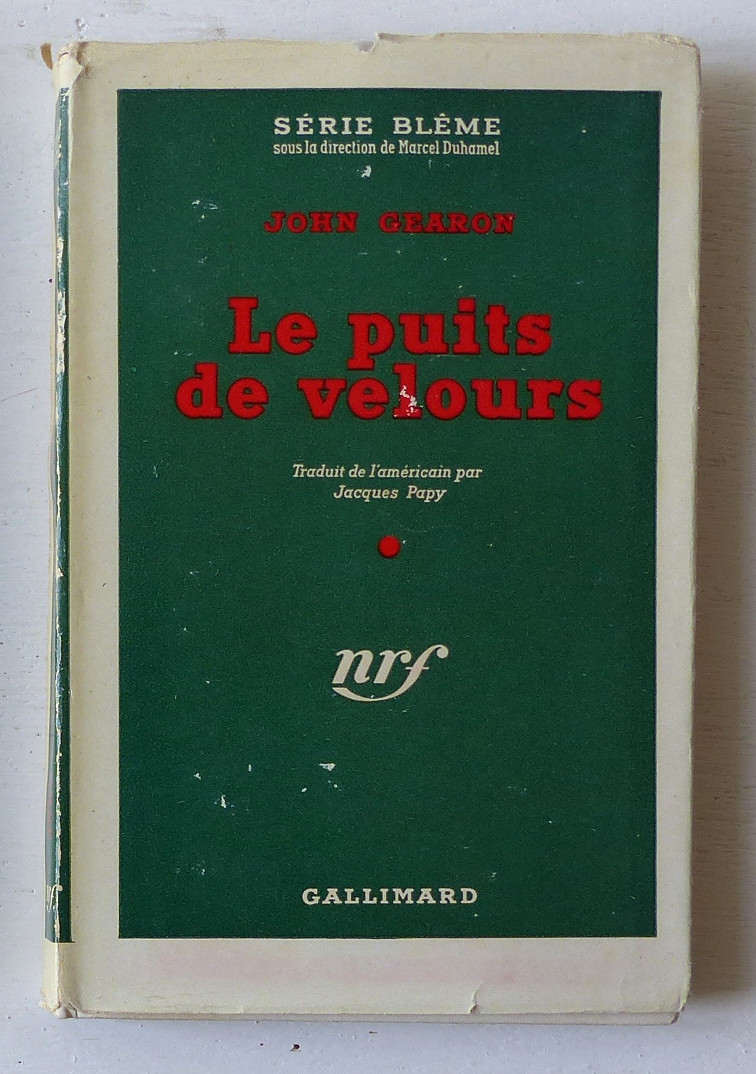 SÉRIE BLÊME
sous la direction de Marcel Duhamel
JOHN GEARON
Le puits
de velours
Traduit de l'américain par
Jacques Papy
nrf
GALLIMARD